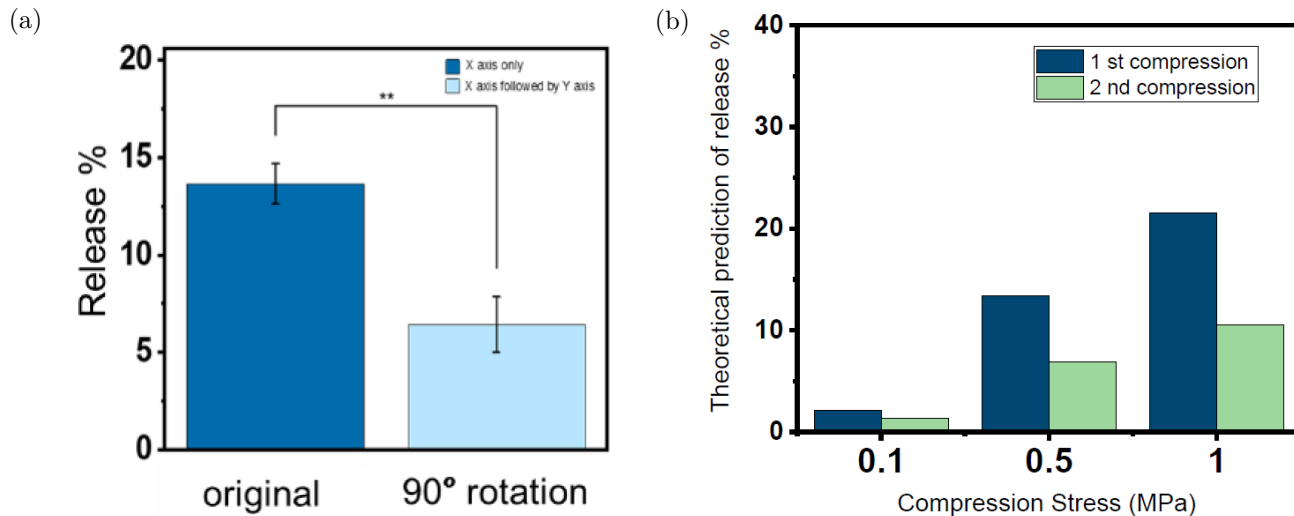 (a)
20
15
10
5
0
Release %
X axis only
X axis followed by Y axis
**
original
90° rotation
(b)
40
30
20
10
0
Theoretical prediction of release %
1 st compression
2 nd compression
0.1
0.5
1
Compression Stress (MPa)